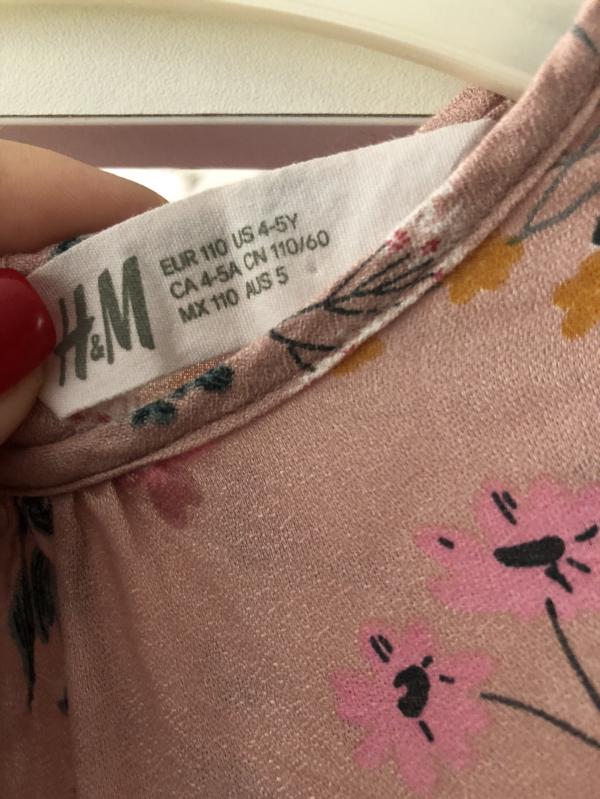 H&M
EUR 110 US 4-5Y
CA 4-5A CN 110/60
MX 110 AUS 5